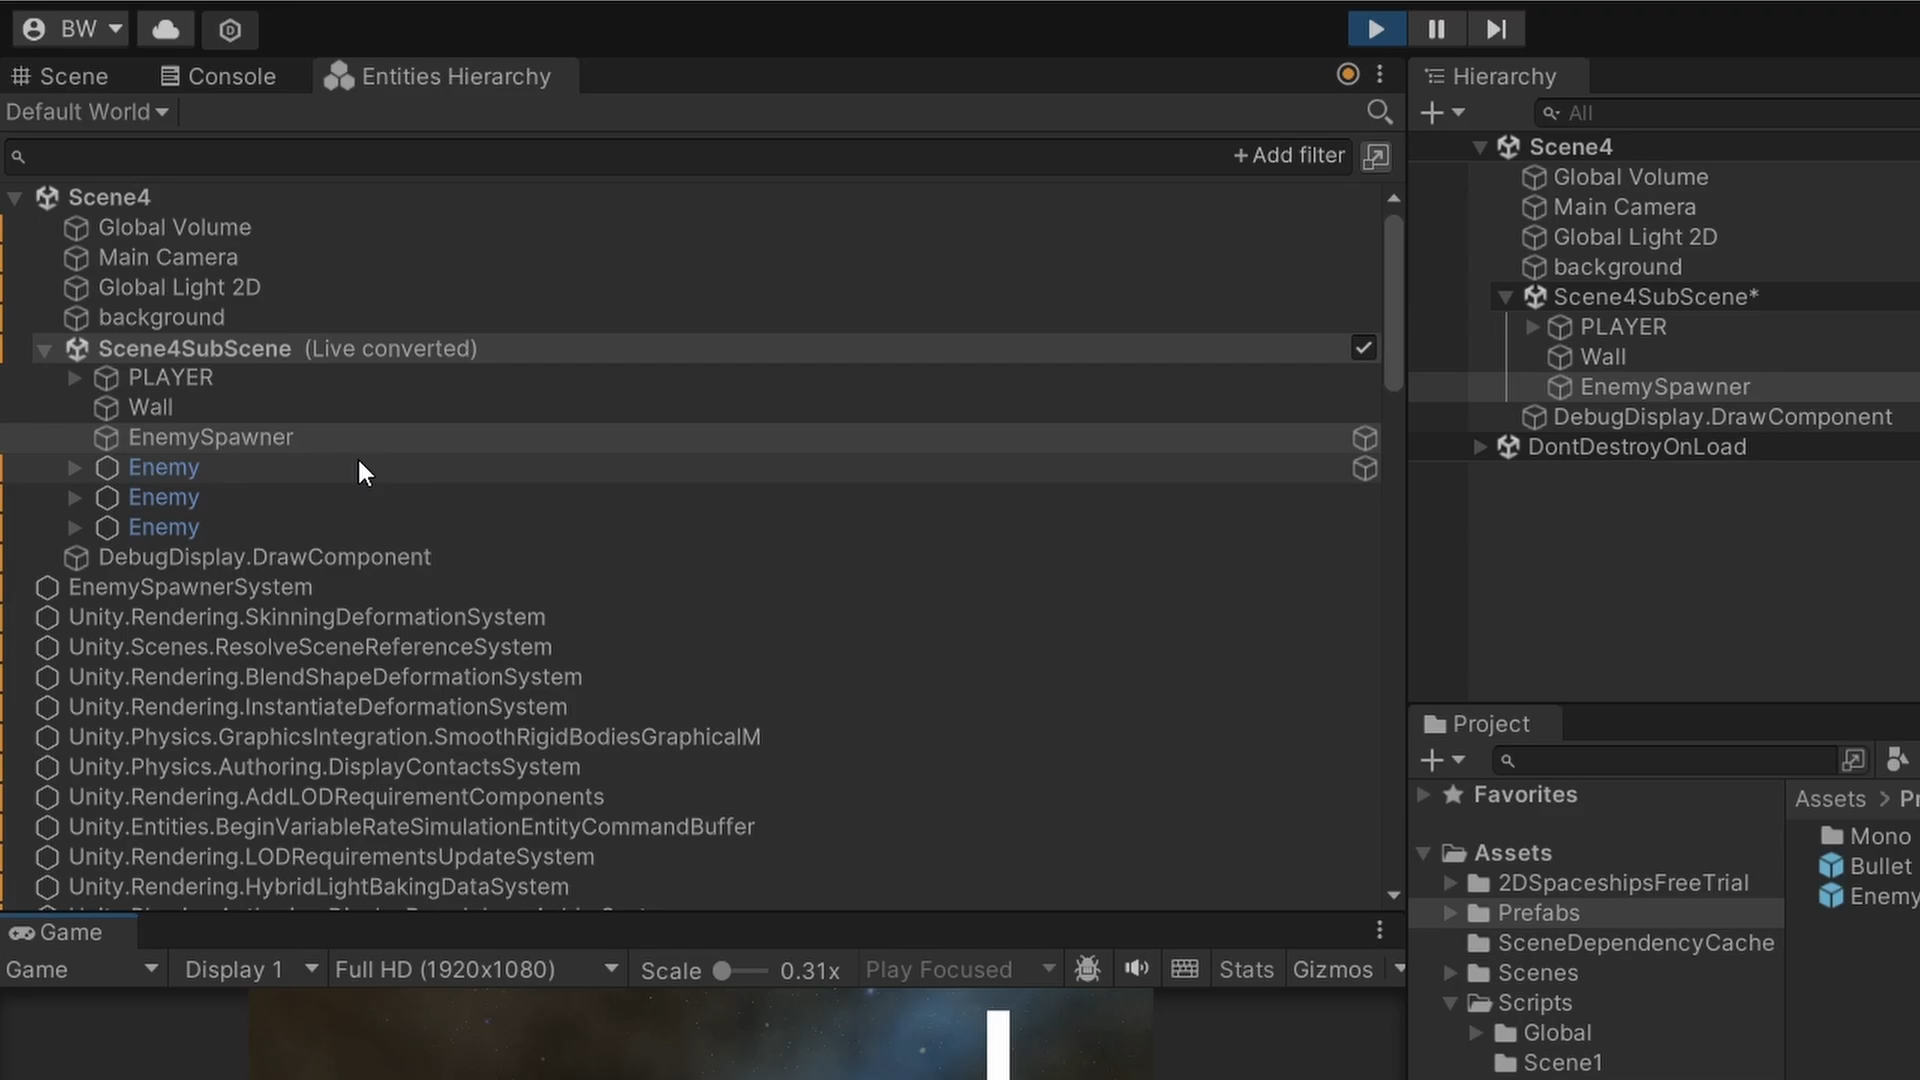 BW
Scene
Console
Entities Hierarchy
Default World
+ Add filter
Scene4
Global Volume
Main Camera
Global Light 2D
background
Scene4SubScene (Live converted)
PLAYER
Wall
EnemySpawner
Enemy
Enemy
Enemy
DebugDisplay.DrawComponent
EnemySpawnerSystem
Unity.Rendering.SkinningDeformationSystem
Unity.Scenes.ResolveSceneReferenceSystem
Unity.Rendering.BlendShapeDeformationSystem
Unity.Rendering.InstantiateDeformationSystem
Unity.Physics.GraphicsIntegration.SmoothRigidBodiesGraphicalM
Unity.Physics.Authoring.DisplayContactsSystem
Unity.Rendering.AddLODRequirementComponents
Unity.Entities.BeginVariableRateSimulationEntityCommandBuffer
Unity.Rendering.LODRequirementsUpdateSystem
Unity.Rendering.HybridLightBakingDataSystem
Game
Game Display 1 Full HD (1920x1080) Scale 0.31x Play Focused Stats Gizmos
Hierarchy
All
Scene4
Global Volume
Main Camera
Global Light 2D
background
Scene4SubScene*
PLAYER
Wall
EnemySpawner
DebugDisplay.DrawComponent
DontDestroyOnLoad
Project
Favorites
Assets
2DSpaceshipsFreeTrial
Prefabs
SceneDependencyCache
Scenes
Scripts
Global
Scene1
Assets > Pr
Mono
Bullet
Enemy